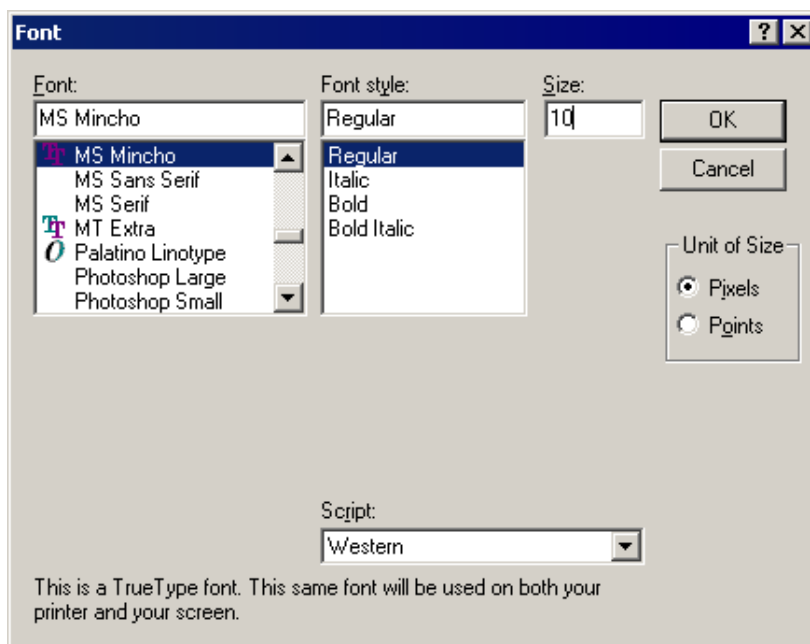 Font
Font:
Font style:
Size:
MS Mincho
Regular
10
OK
Cancel
MS Mincho
MS Sans Serif
MS Serif
MT Extra
Palatino Linotype
Photoshop Large
Photoshop Small
Regular
Italic
Bold
Bold Italic
Unit of Size
Pixels
Points
Script:
Western
This is a TrueType font. This same font will be used on both your
printer and your screen.